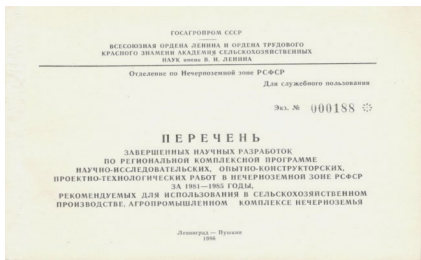 ГОСАГРОПРОМ СССР
ВСЕСОЮЗНАЯ ОРДЕНА ЛЕНИНА И ОРДЕНА ТРУДОВОГО
КРАСНОГО ЗНАМЕНИ АКАДЕМИЯ СЕЛЬСКОХОЗЯЙСТВЕННЫХ
НАУК имени В. И. ЛЕНИНА
Отделение по Нечерноземной зоне РСФСР
Для служебного пользования
Экз. № 000188
ПЕРЕЧЕНЬ
ЗАВЕРШЕННЫХ НАУЧНЫХ РАЗРАБОТОК
ПО РЕГИОНАЛЬНОЙ КОМПЛЕКСНОЙ ПРОГРАММЕ
НАУЧНО-ИССЛЕДОВАТЕЛЬСКИХ, ОПЫТНО-КОНСТРУКТОРСКИХ,
ПРОЕКТНО-ТЕХНОЛОГИЧЕСКИХ РАБОТ В НЕЧЕРНОЗЕМНОЙ ЗОНЕ РСФСР
ЗА 1981—1985 ГОДЫ,
РЕКОМЕНДУЕМЫХ ДЛЯ ИСПОЛЬЗОВАНИЯ В СЕЛЬСКОХОЗЯЙСТВЕННОМ
ПРОИЗВОДСТВЕ, АГРОПРОМЫШЛЕННОМ КОМПЛЕКСЕ НЕЧЕРНОЗЕМЬЯ
Ленинград — Пушкин